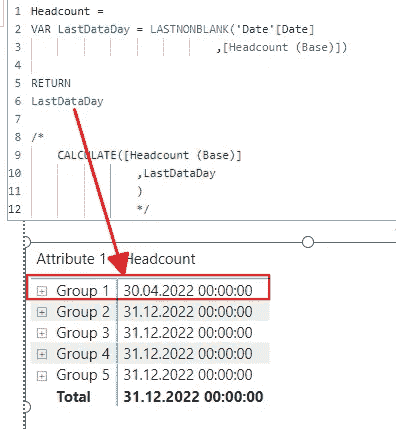 1 Headcount =
2 VAR LastDataDay = LASTNONBLANK('Date'[Date]
3 ,[Headcount (Base)])
4
5 RETURN
6 LastDataDay
7
8 /*
9 CALCULATE([Headcount (Base)]
10 ,LastDataDay
11 )
12 */
Attribute 1 Headcount
Group 1 30.04.2022 00:00:00
Group 2 31.12.2022 00:00:00
Group 3 31.12.2022 00:00:00
Group 4 31.12.2022 00:00:00
Group 5 31.12.2022 00:00:00
Total 31.12.2022 00:00:00